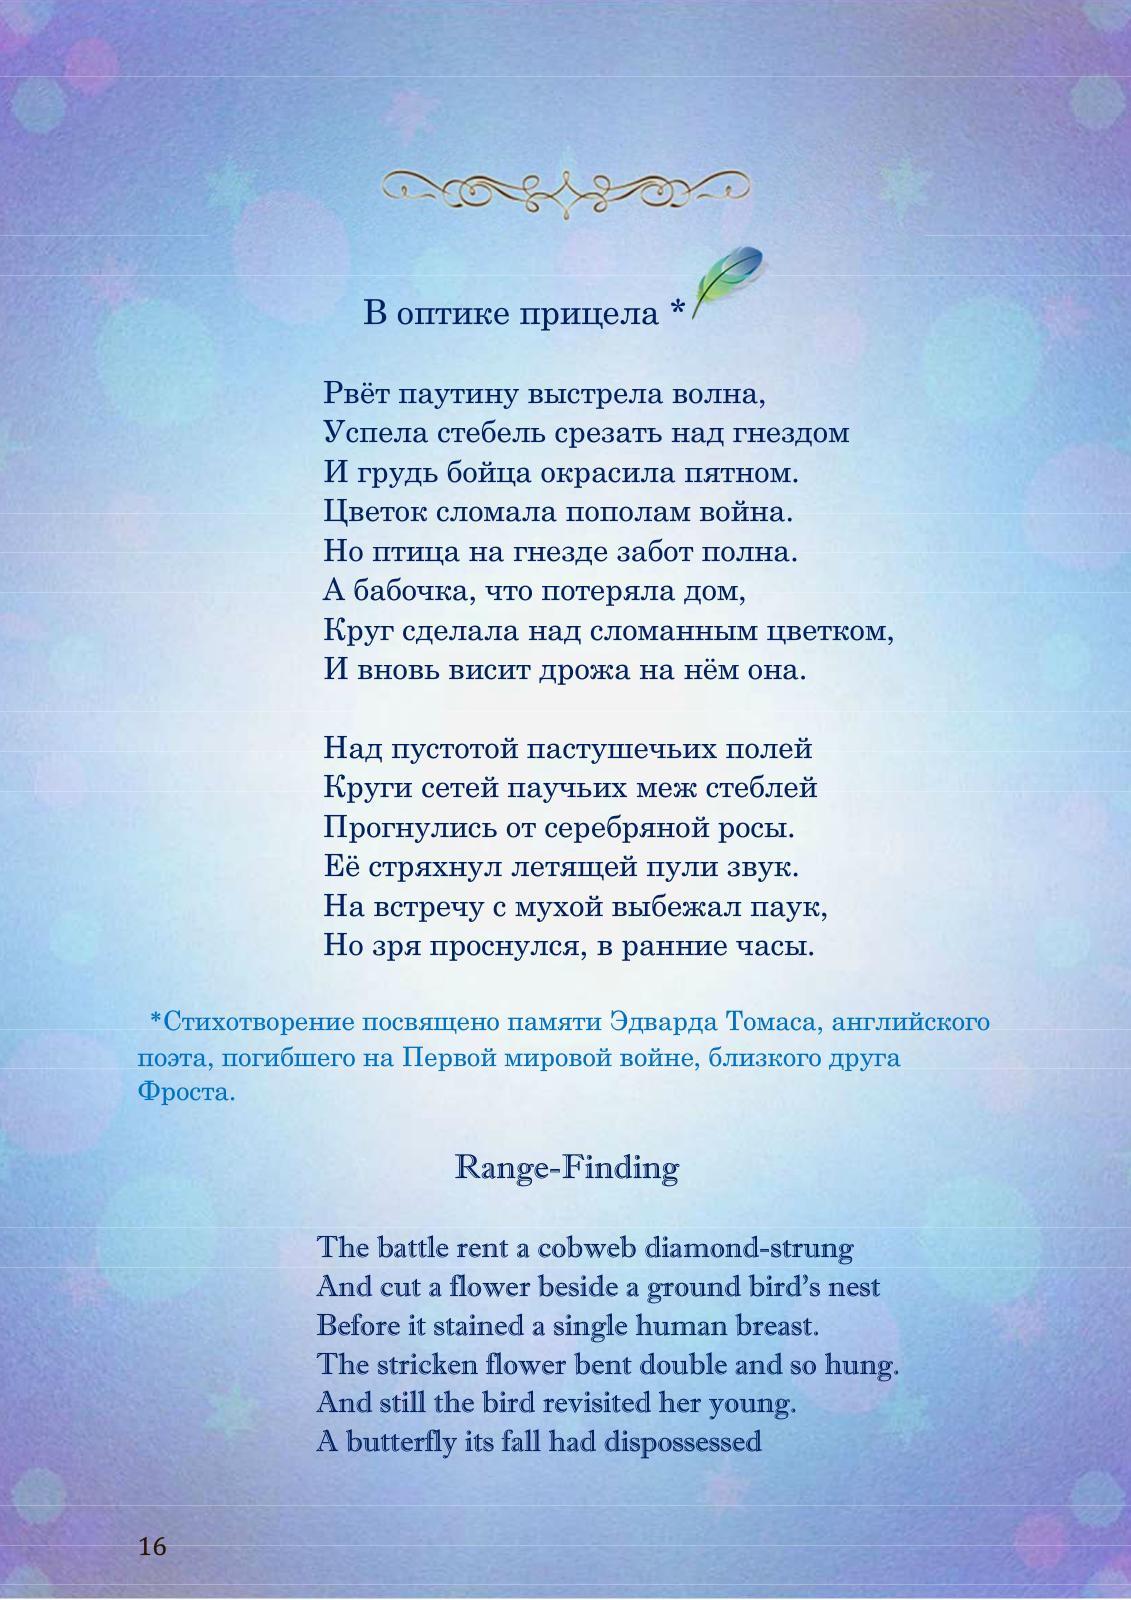 В оптике прицела *
Рвёт паутину выстрела волна,
Успела стебель срезать над гнездом
И грудь бойца окрасила пятном.
Цветок сломала пополам война.
Но птица на гнезде забот полна.
А бабочка, что потеряла дом,
Круг сделала над сломанным цветком,
И вновь висит дрожа на нём она.
Над пустотой пастушечьих полей
Круги сетей паучьих меж стеблей
Прогнулись от серебряной росы.
Её стряхнул летящей пули звук.
На встречу с мухой выбежал паук,
Но зря проснулся, в ранние часы.
*Стихотворение посвящено памяти Эдварда Томаса, английского
поэта, погибшего на Первой мировой войне, близкого друга
Фроста.
Range-Finding
The battle rent a cobweb diamond-strung
And cut a flower beside a ground bird’s nest
Before it stained a single human breast.
The stricken flower bent double and so hung.
And still the bird revisited her young.
A butterfly its fall had dispossessed
16